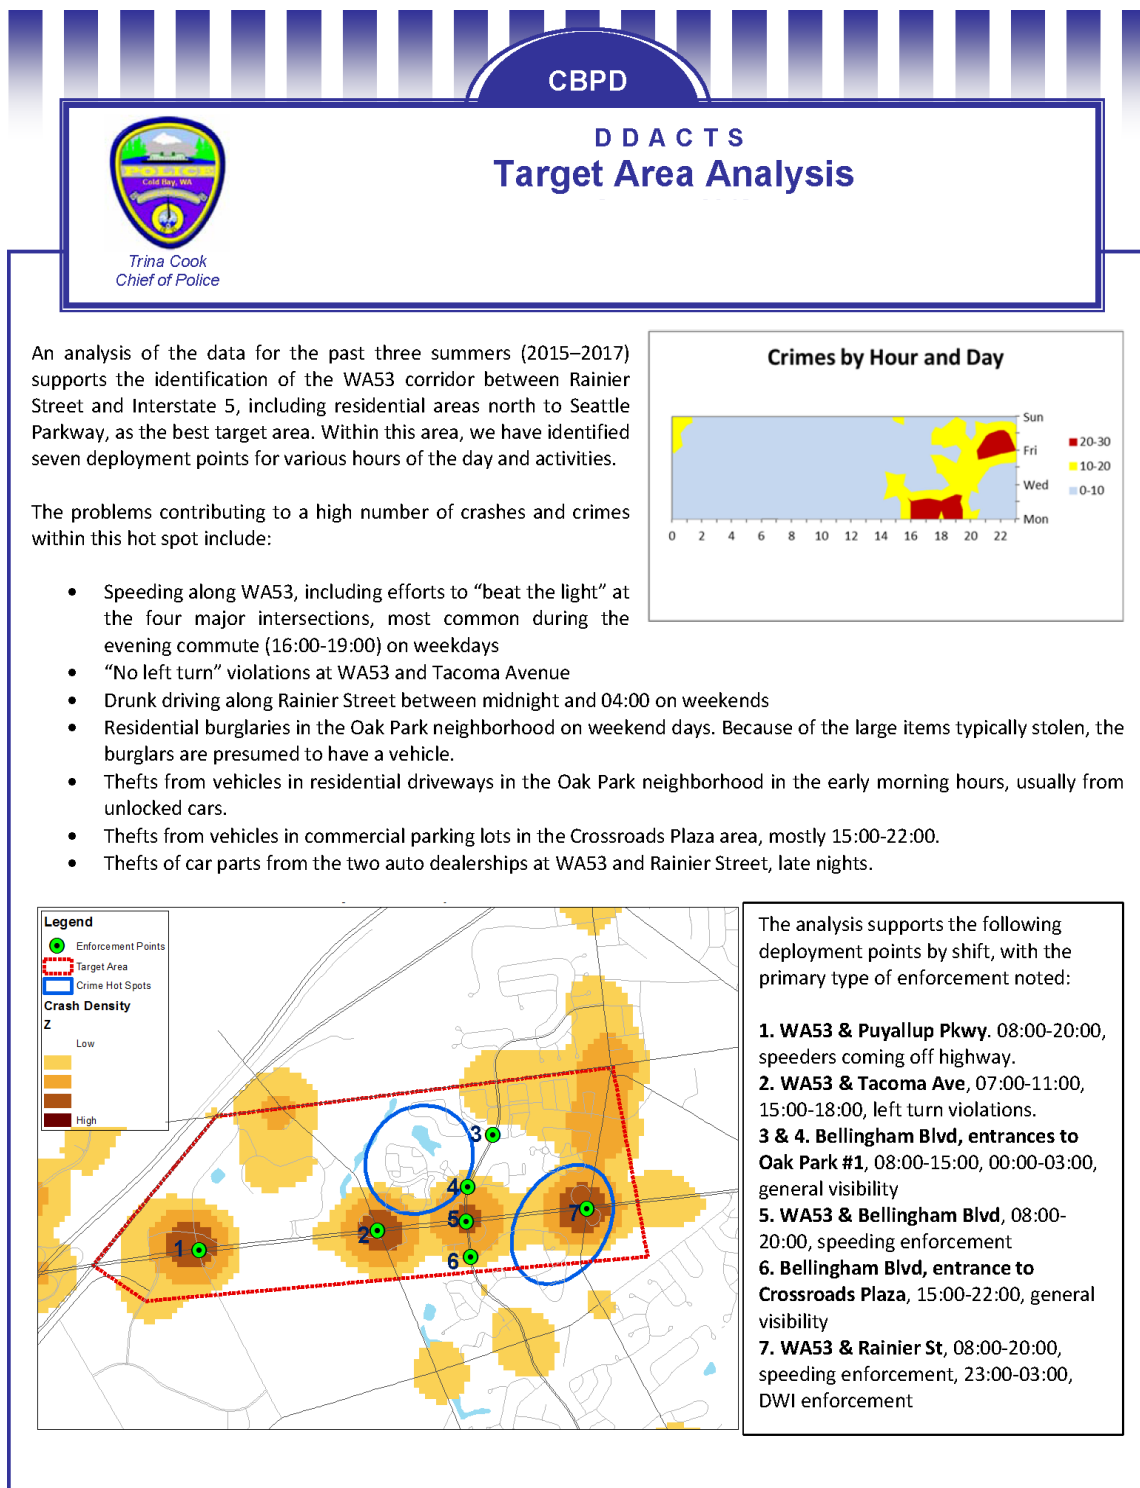 CBPD
DDACTS
Target Area Analysis
POLICE
Cold Bay, WA
Trina Cook
Chief of Police
An analysis of the data for the past three summers (2015–2017)
supports the identification of the WA53 corridor between Rainier
Street and Interstate 5, including residential areas north to Seattle
Parkway, as the best target area. Within this area, we have identified
seven deployment points for various hours of the day and activities.
The problems contributing to a high number of crashes and crimes
within this hot spot include:
Crimes by Hour and Day
Sun
Fri
Wed
Mon
20-30
10-20
0-10
0 2 4 6 8 10 12 14 16 18 20 22
• Speeding along WA53, including efforts to “beat the light” at
the four major intersections, most common during the
evening commute (16:00-19:00) on weekdays
• “No left turn” violations at WA53 and Tacoma Avenue
• Drunk driving along Rainier Street between midnight and 04:00 on weekends
• Residential burglaries in the Oak Park neighborhood on weekend days. Because of the large items typically stolen, the
burglars are presumed to have a vehicle.
• Thefts from vehicles in residential driveways in the Oak Park neighborhood in the early morning hours, usually from
unlocked cars.
• Thefts from vehicles in commercial parking lots in the Crossroads Plaza area, mostly 15:00-22:00.
• Thefts of car parts from the two auto dealerships at WA53 and Rainier Street, late nights.
Legend
Enforcement Points
Target Area
Crime Hot Spots
Crash Density
Z
Low
High
1
2
3
4
5
6
7
The analysis supports the following
deployment points by shift, with the
primary type of enforcement noted:
1. WA53 & Puyallup Pkwy. 08:00-20:00,
speeders coming off highway.
2. WA53 & Tacoma Ave, 07:00-11:00,
15:00-18:00, left turn violations.
3 & 4. Bellingham Blvd, entrances to
Oak Park #1, 08:00-15:00, 00:00-03:00,
general visibility
5. WA53 & Bellingham Blvd, 08:00-
20:00, speeding enforcement
6. Bellingham Blvd, entrance to
Crossroads Plaza, 15:00-22:00, general
visibility
7. WA53 & Rainier St, 08:00-20:00,
speeding enforcement, 23:00-03:00,
DWI enforcement